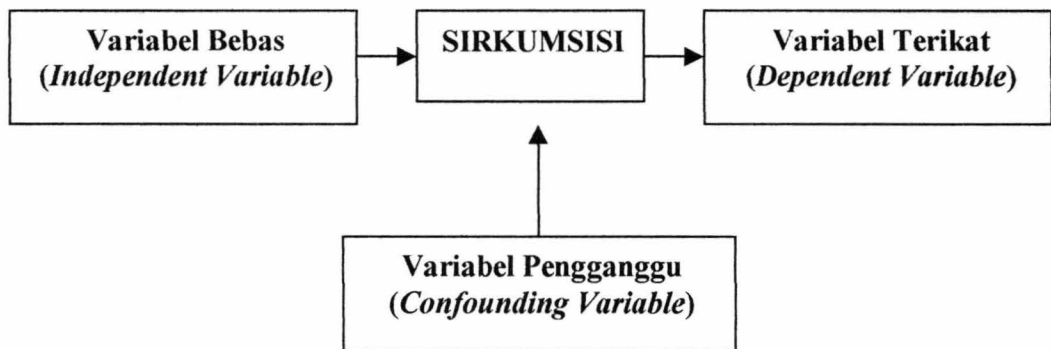 Variabel Bebas
(Independent Variable)
SIRKUMSISI
Variabel Terikat
(Dependent Variable)
Variabel Pengganggu
(Confounding Variable)